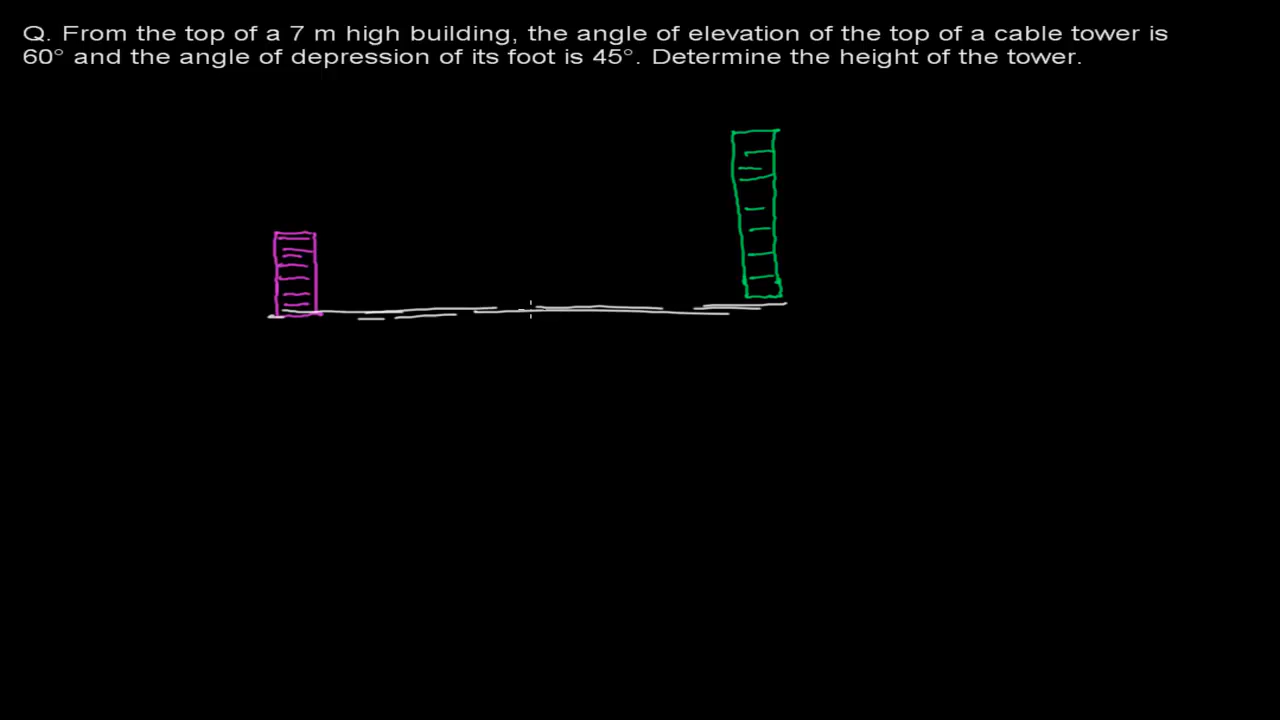 Q. From the top of a 7 m high building, the angle of elevation of the top of a cable tower is
60° and the angle of depression of its foot is 45°. Determine the height of the tower.